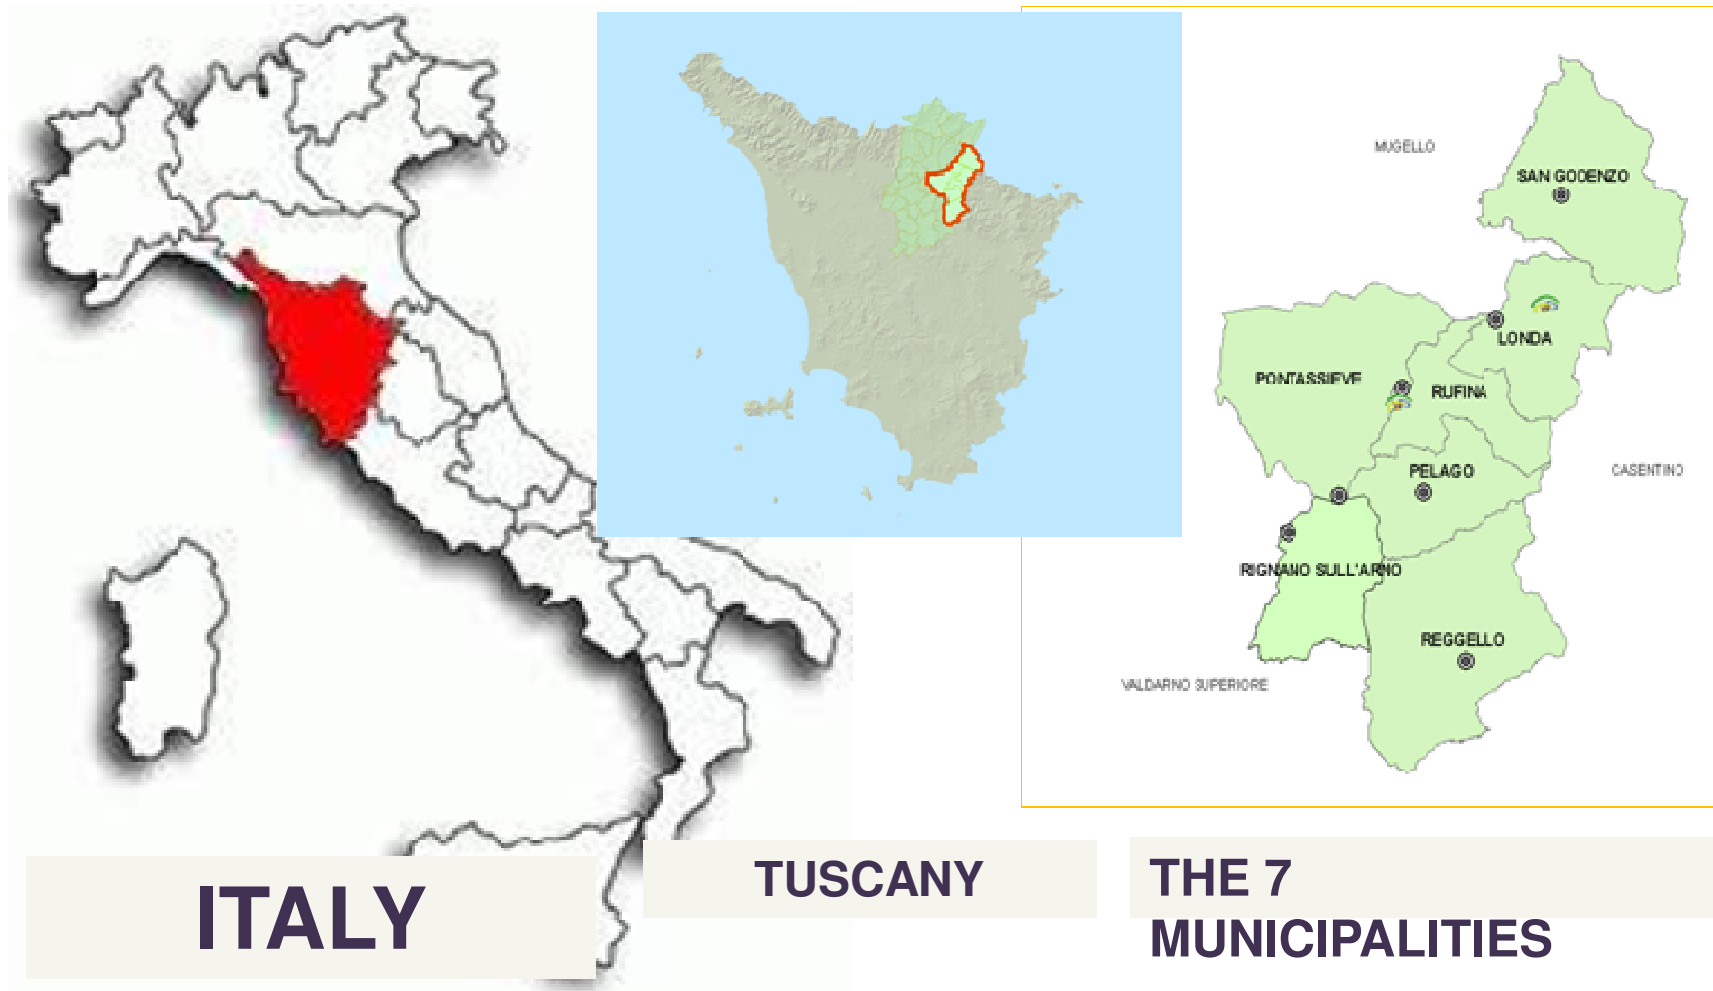 MUGELLO
SAN GODENZO
LONDA
PONTASSIEVE
RUFINA
PELAGO
CASENTINO
RIGNANO SULL'ARNO
REGGELLO
VALDARNO SUPERIORE
ITALY
TUSCANY
THE 7
MUNICIPALITIES